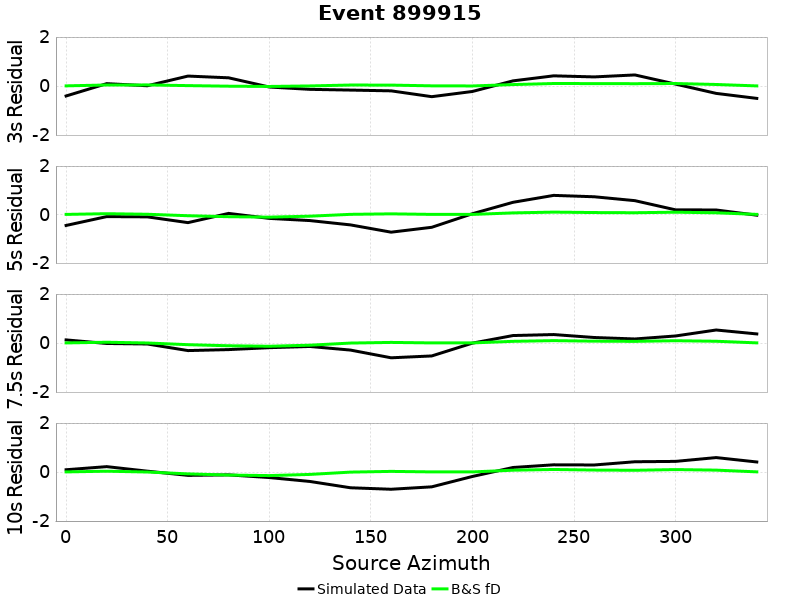 Event 899915
3s Residual
2
0
-2
5s Residual
2
0
-2
7.5s Residual
2
0
-2
10s Residual
2
0
-2
0 50 100 150 200 250 300
Source Azimuth
Simulated Data B&S fD